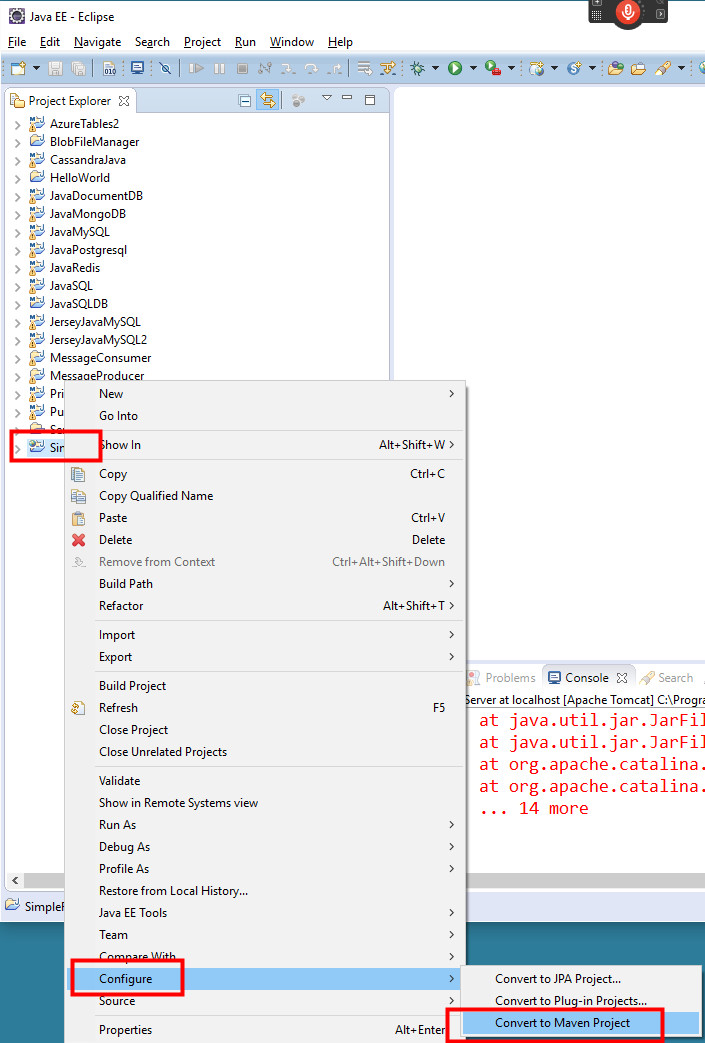 Java EE - Eclipse
File Edit Navigate Search Project Run Window Help
Project Explorer
AzureTables2
BlobFileManager
CassandraJava
HelloWorld
JavaDocumentDB
JavaMongoDB
JavaMySQL
JavaPostgresql
JavaRedis
JavaSQL
JavaSQLDB
JerseyJavaMySQL
JerseyJavaMySQL2
MessageConsumer
MessageProducer
Pri
Pu
Se
Sim
New
Go Into
Show In Alt+Shift+W
Copy Ctrl+C
Copy Qualified Name
Paste Ctrl+V
Delete Delete
Remove from Context Ctrl+Alt+Shift+Down
Build Path
Refactor Alt+Shift+T
Import
Export
Build Project
Refresh F5
Close Project
Close Unrelated Projects
Validate
Show in Remote Systems view
Run As
Debug As
Profile As
Restore from Local History...
Java EE Tools
Team
Compare With
Configure
Source
Properties Alt+Enter
Convert to JPA Project...
Convert to Plug-in Projects...
Convert to Maven Project
Problems Console Search
Server at localhost [Apache Tomcat] C:\Progra
at java.util.jar.JarFil
at java.util.jar.JarFil
at org.apache.catalina.
at org.apache.catalina.
... 14 more
Simple